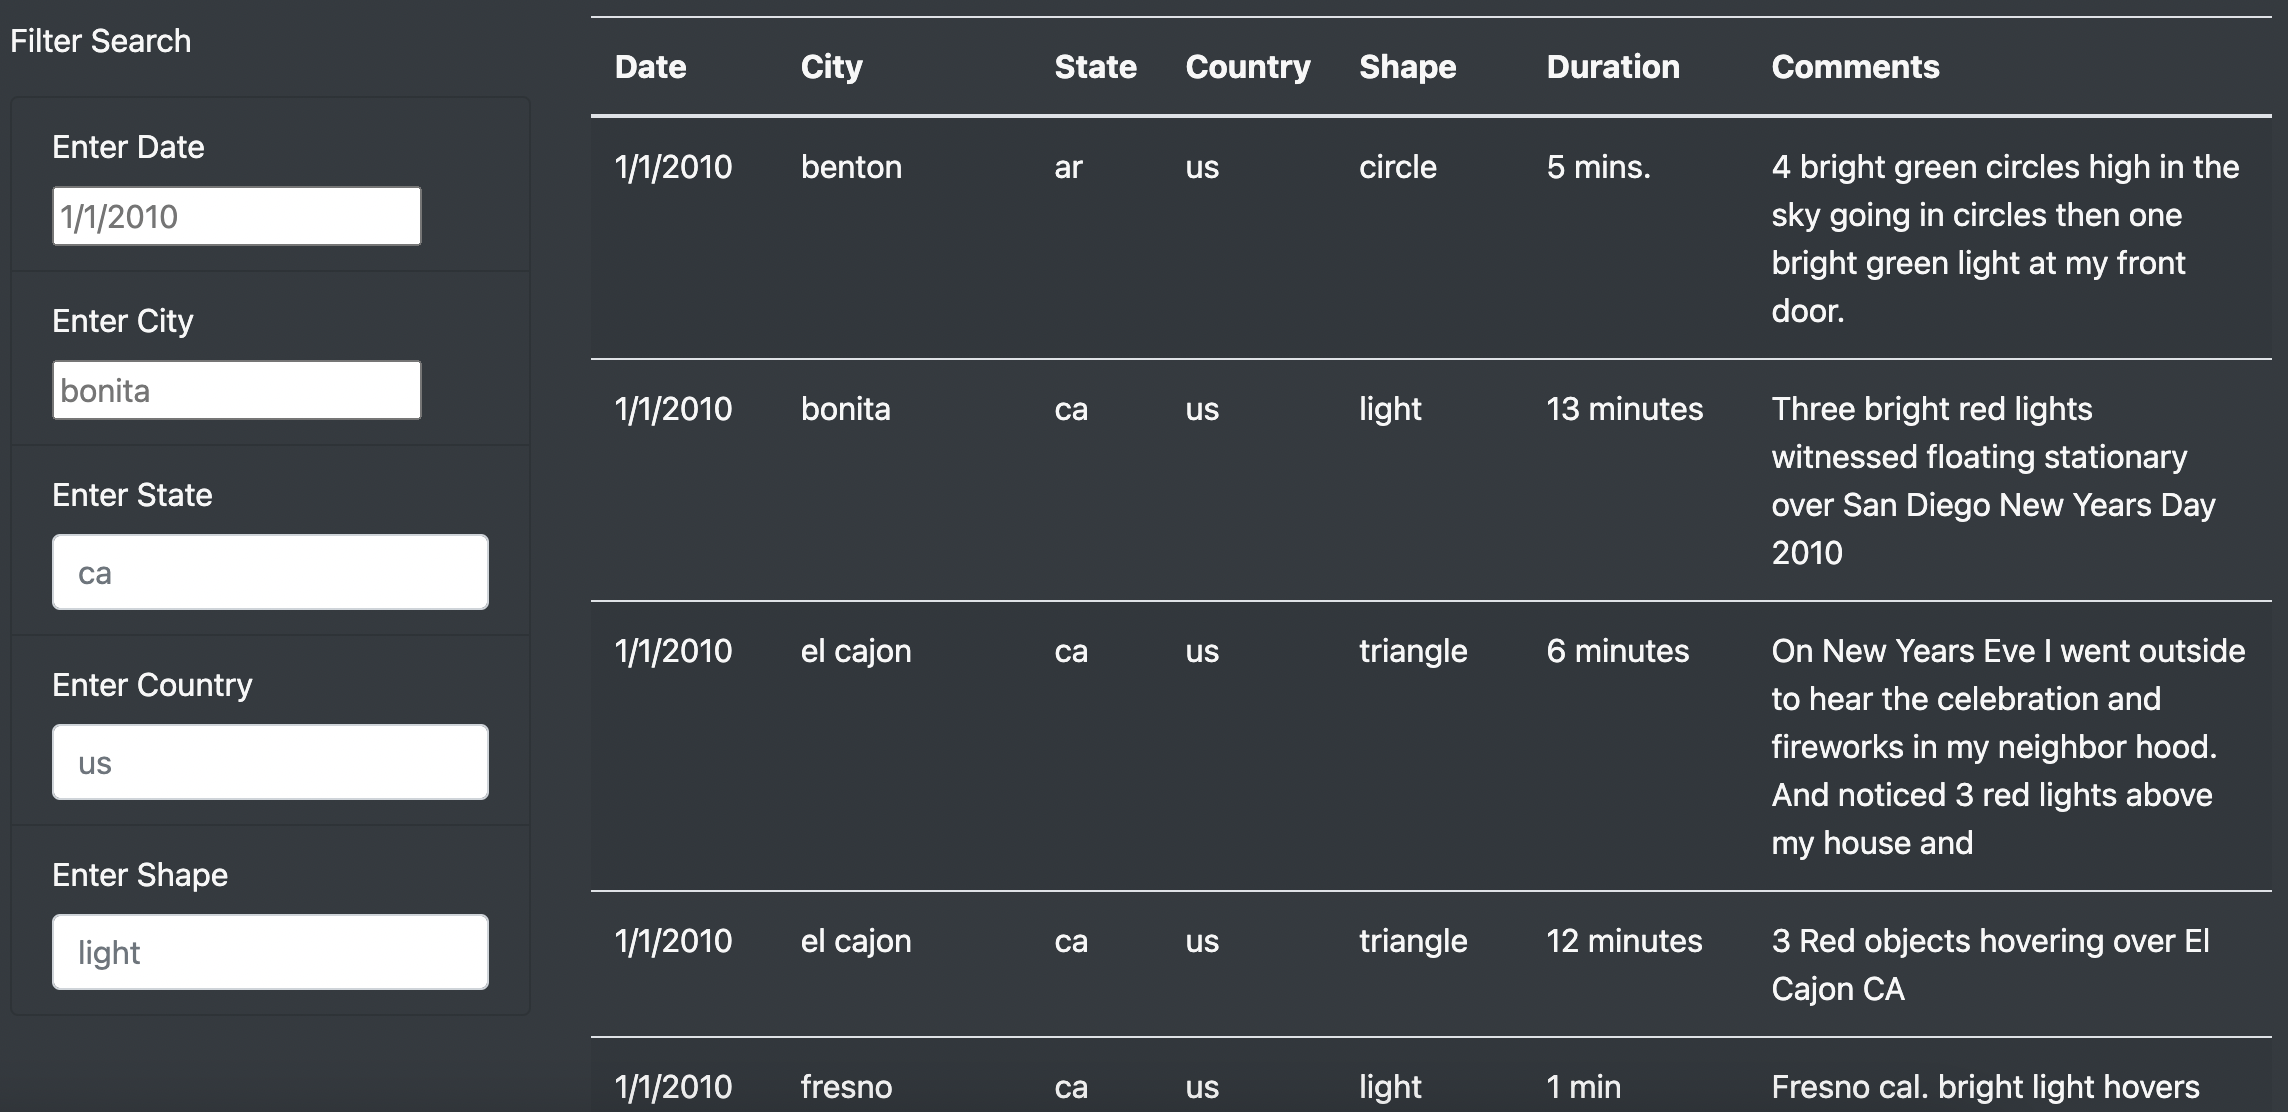 Filter Search
Enter Date
1/1/2010
Enter City
bonita
Enter State
ca
Enter Country
us
Enter Shape
light
Date City State Country Shape Duration Comments
1/1/2010 benton ar us circle 5 mins. 4 bright green circles high in the
sky going in circles then one
bright green light at my front
door.
1/1/2010 bonita ca us light 13 minutes Three bright red lights
witnessed floating stationary
over San Diego New Years Day
2010
1/1/2010 el cajon ca us triangle 6 minutes On New Years Eve I went outside
to hear the celebration and
fireworks in my neighbor hood.
And noticed 3 red lights above
my house and
1/1/2010 el cajon ca us triangle 12 minutes 3 Red objects hovering over El
Cajon CA
1/1/2010 fresno ca us light 1 min Fresno cal. bright light hovers